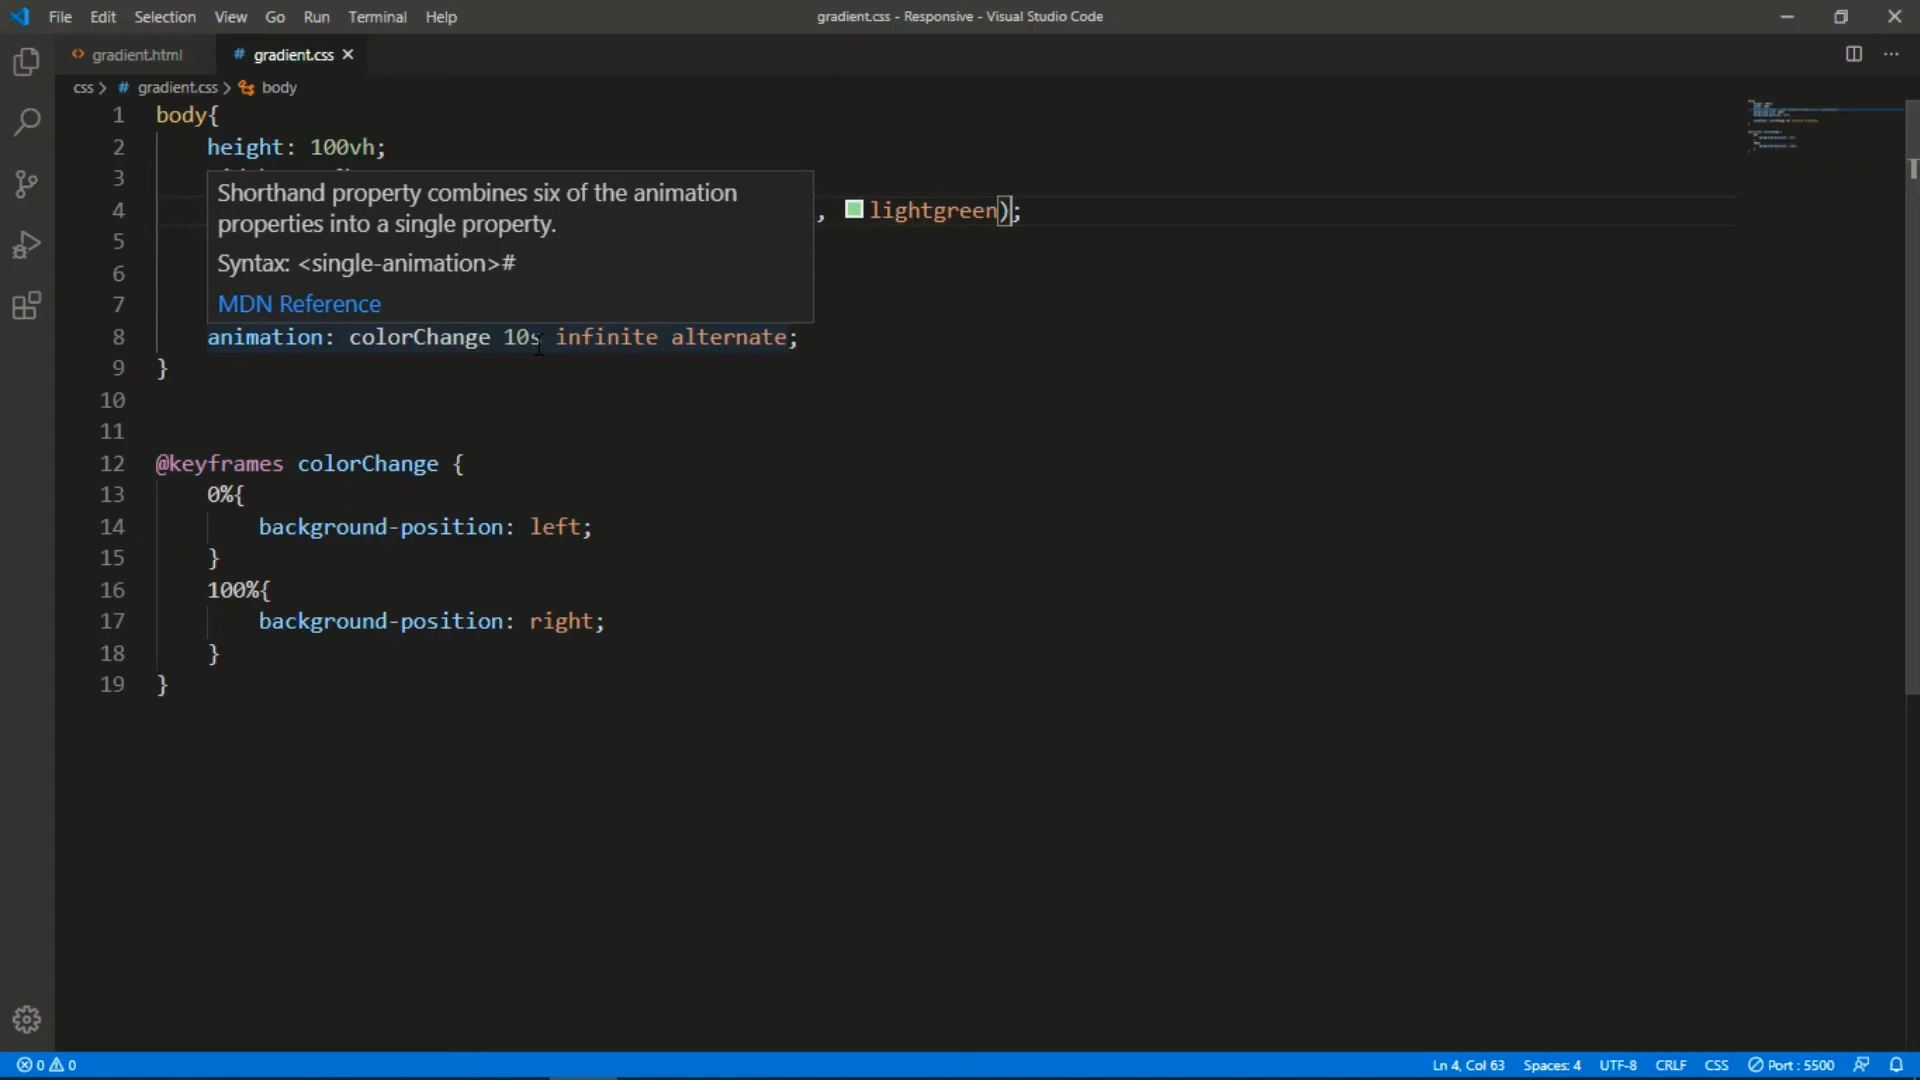 File Edit Selection View Go Run Terminal Help gradient.css - Responsive - Visual Studio Code
gradient.html # gradient.css
css > # gradient.css > body
1 body{
2 height: 100vh;
3
4 , lightgreen);
5
6
7
Shorthand property combines six of the animation
properties into a single property.
Syntax: <single-animation>#
MDN Reference
8 animation: colorChange 10s infinite alternate;
9 }
10
11
12 @keyframes colorChange {
13 0%{
14 background-position: left;
15 }
16 100%{
17 background-position: right;
18 }
19 }
0 0 Ln 4, Col 63 Spaces: 4 UTF-8 CRLF CSS Port : 5500